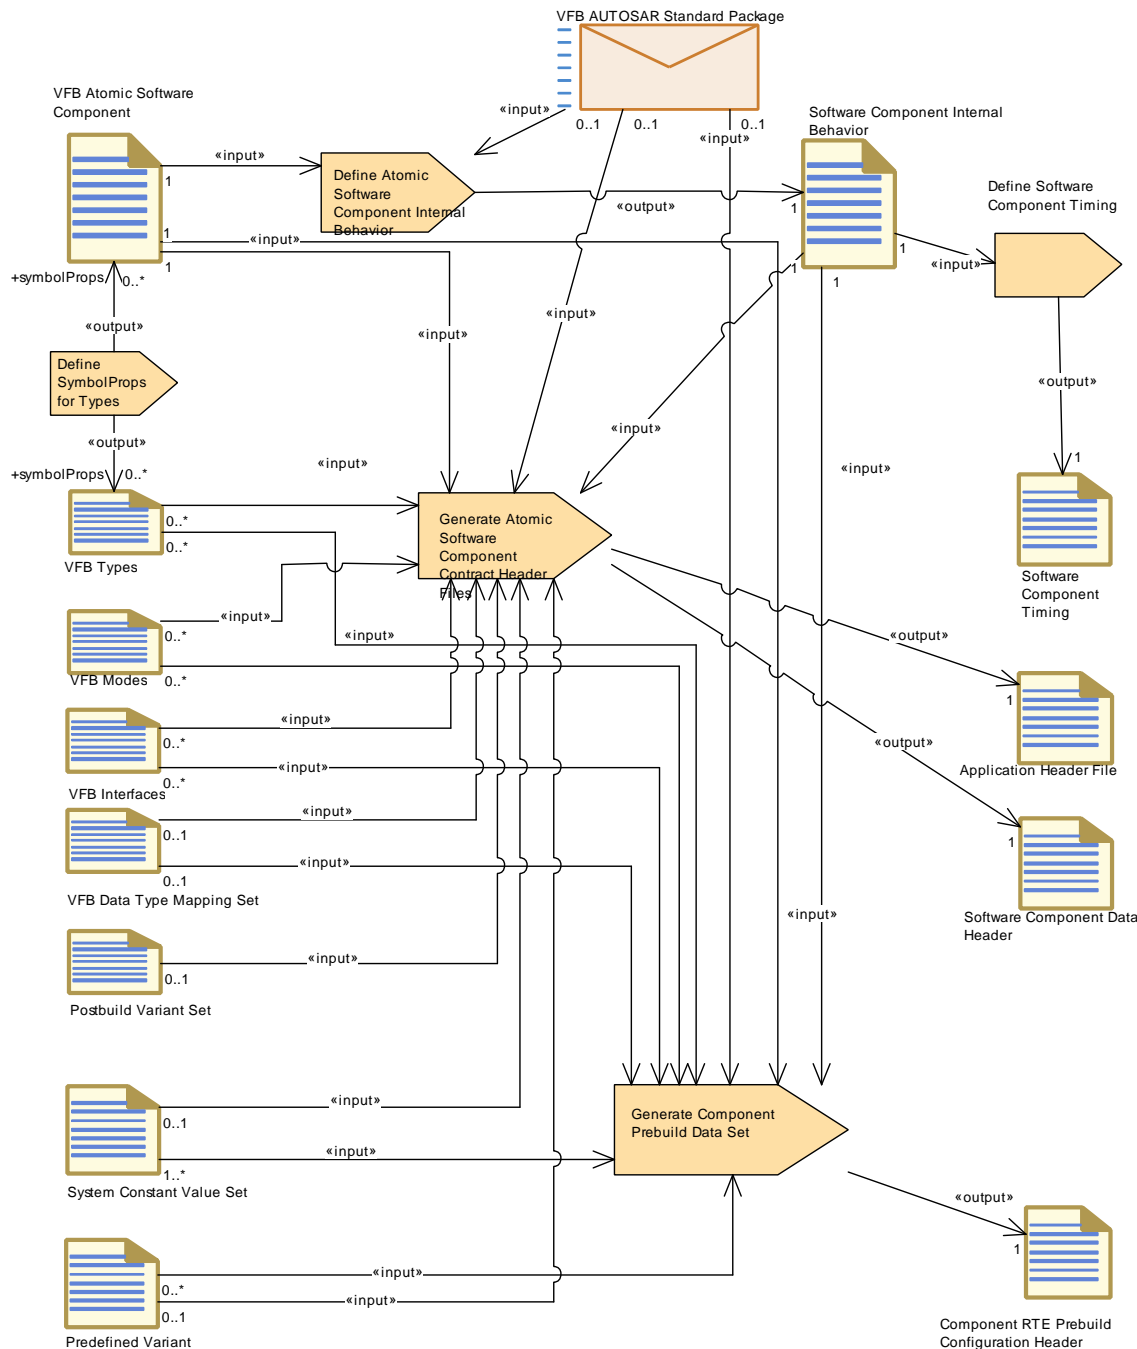 VFB AUTOSAR Standard Package
VFB Atomic Software
Component
«input»
0..1
0..1
0..1
«input»
Software Component Internal
Behavior
«input»
1
Define Atomic
Software
Component Internal
Behavior
«output»
1
Define Software
Component Timing
1
«input»
1
1
«input»
1
1
+symbolProps
0..*
«output»
«input»
«input»
Define
SymbolProps
for Types
«output»
«output»
+symbolProps
0..*
«input»
«input»
«input»
1
0..*
0..*
VFB Types
Generate Atomic
Software
Component
Contract Header
Files
Software
Component
Timing
«input»
0..*
«input»
«output»
VFB Modes
0..*
1
«input»
0..*
«output»
Application Header File
«input»
0..*
VFB Interfaces
«input»
0..1
1
«input»
0..1
VFB Data Type Mapping Set
«input»
Software Component Data
Header
«input»
0..1
Postbuild Variant Set
«input»
0..1
Generate Component
Prebuild Data Set
«input»
1..*
System Constant Value Set
«output»
1
«input»
0..*
«input»
0..1
Predefined Variant
Component RTE Prebuild
Configuration Header